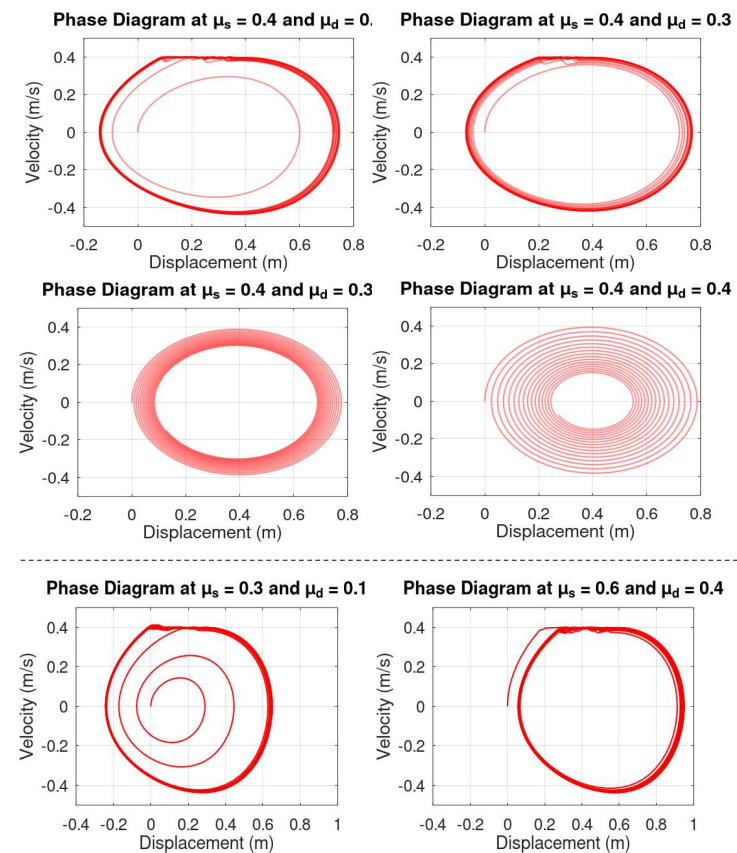 Phase Diagram at μs = 0.4 and μd = 0.
Velocity (m/s)
0.4
0.2
0
-0.2
-0.4
-0.2 0 0.2 0.4 0.6 0.8
Displacement (m)
Phase Diagram at μs = 0.4 and μd = 0.3
Velocity (m/s)
0.4
0.2
0
-0.2
-0.4
-0.2 0 0.2 0.4 0.6 0.8
Displacement (m)
Phase Diagram at μs = 0.4 and μd = 0.3
Velocity (m/s)
0.4
0.2
0
-0.2
-0.4
-0.2 0 0.2 0.4 0.6 0.8
Displacement (m)
Phase Diagram at μs = 0.4 and μd = 0.4
Velocity (m/s)
0.4
0.2
0
-0.2
-0.4
-0.2 0 0.2 0.4 0.6 0.8
Displacement (m)
Phase Diagram at μs = 0.3 and μd = 0.1
Velocity (m/s)
0.4
0.2
0
-0.2
-0.4
-0.4 -0.2 0 0.2 0.4 0.6 0.8 1
Displacement (m)
Phase Diagram at μs = 0.6 and μd = 0.4
Velocity (m/s)
0.4
0.2
0
-0.2
-0.4
-0.4 -0.2 0 0.2 0.4 0.6 0.8 1
Displacement (m)